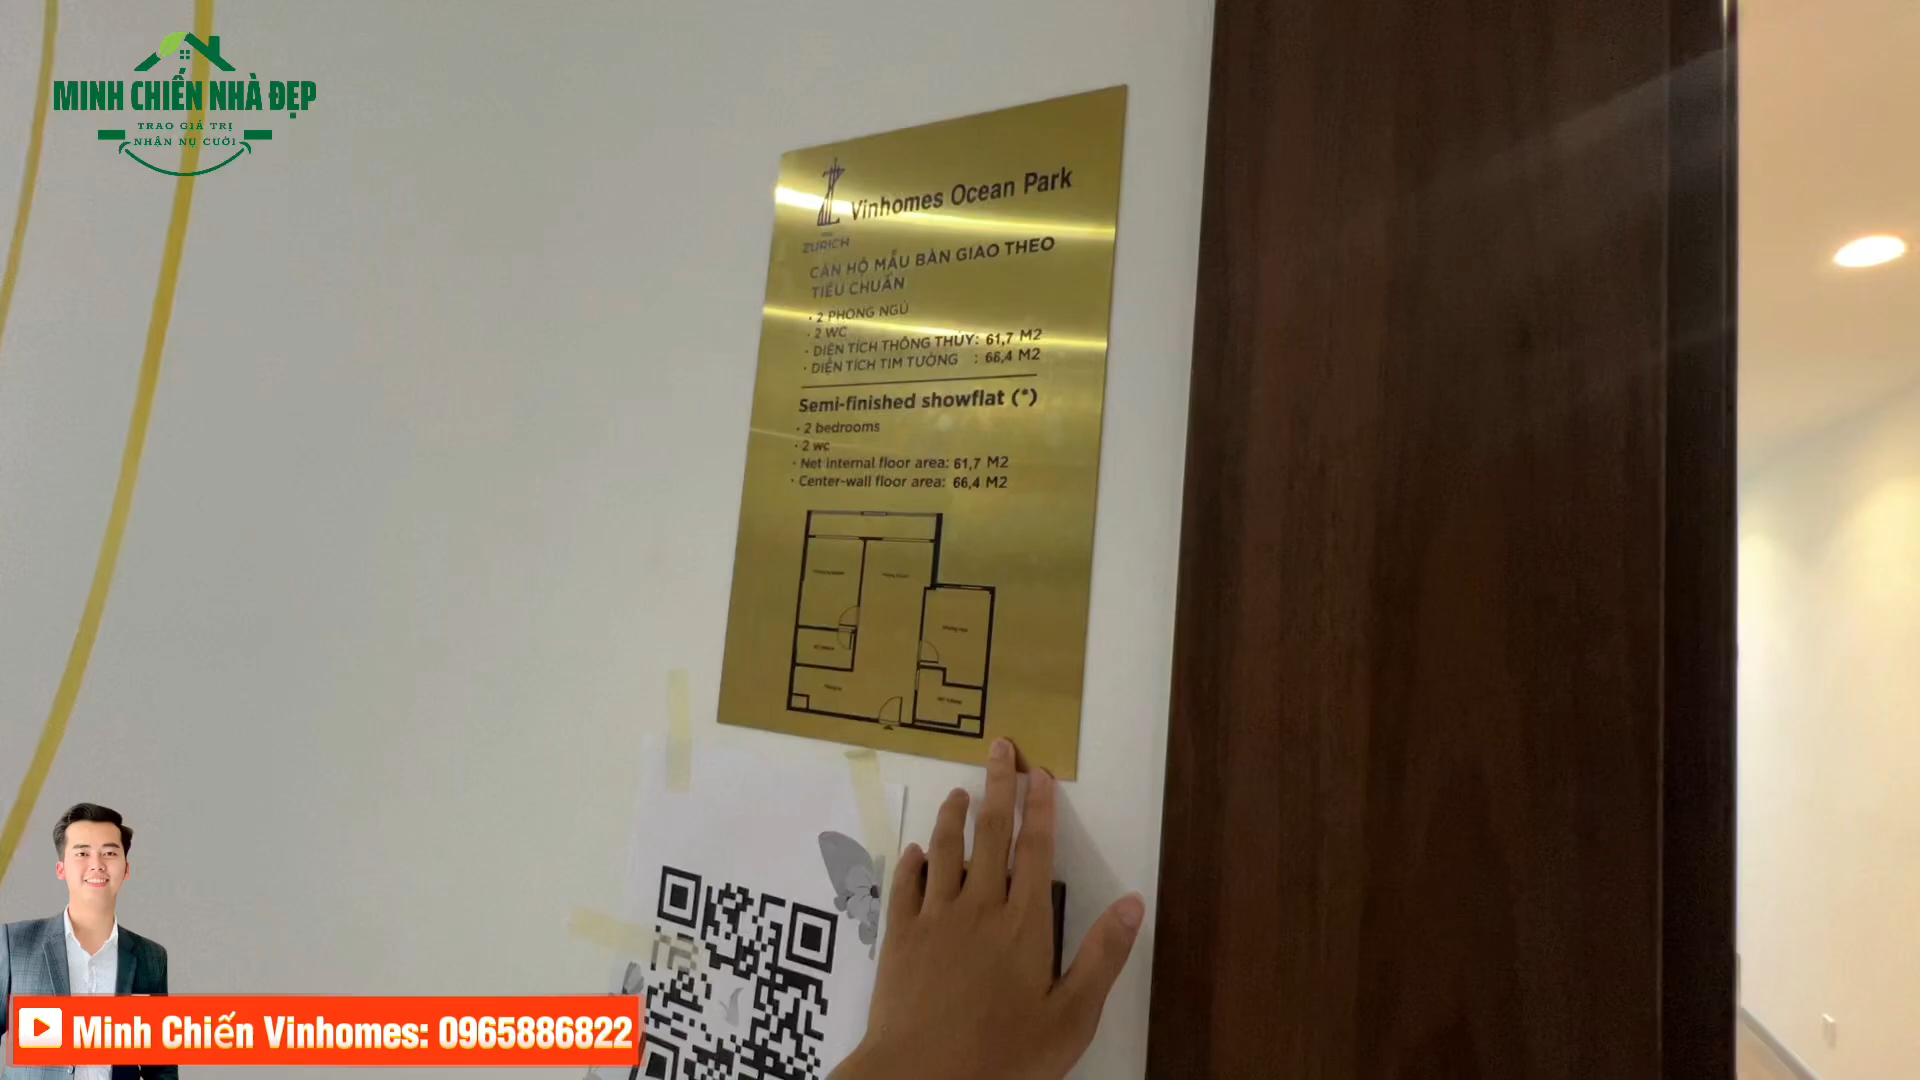 MINH CHIẾN NHÀ ĐẸP
TRAO GIÁ TRỊ
NHẬN NỤ CƯỜI
Vinhomes Ocean Park
ZURICH
CĂN HỘ MẪU BÀN GIAO THEO
TIÊU CHUẨN
• 2 PHÒNG NGỦ
• 2 WC
• DIỆN TÍCH THÔNG THỦY: 61,7 M2
• DIỆN TÍCH TIM TƯỜNG : 66,4 M2
Semi-finished showflat (*)
• 2 bedrooms
• 2 wc
• Net internal floor area: 61,7 M2
• Center-wall floor area: 66,4 M2
Minh Chiến Vinhomes: 0965886822